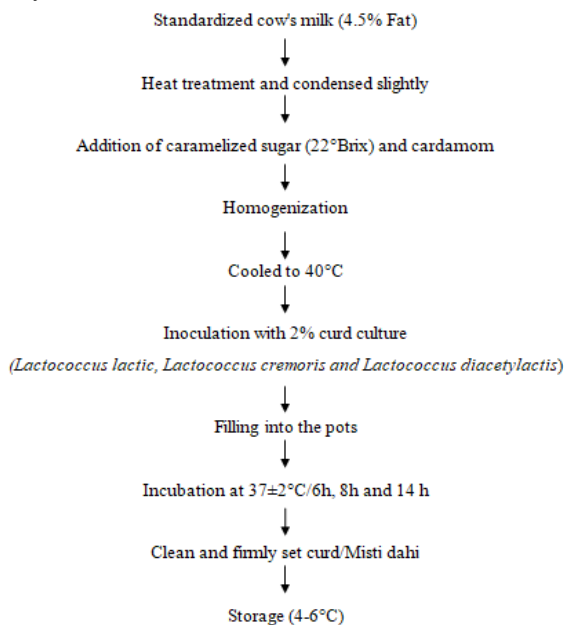 Standardized cow's milk (4.5% Fat)
Heat treatment and condensed slightly
Addition of caramelized sugar (22°Brix) and cardamom
Homogenization
Cooled to 40°C
Inoculation with 2% curd culture
(Lactococcus lactic, Lactococcus cremoris and Lactococcus diacetylactis)
Filling into the pots
Incubation at 37±2°C/6h, 8h and 14 h
Clean and firmly set curd/Misti dahi
Storage (4-6°C)